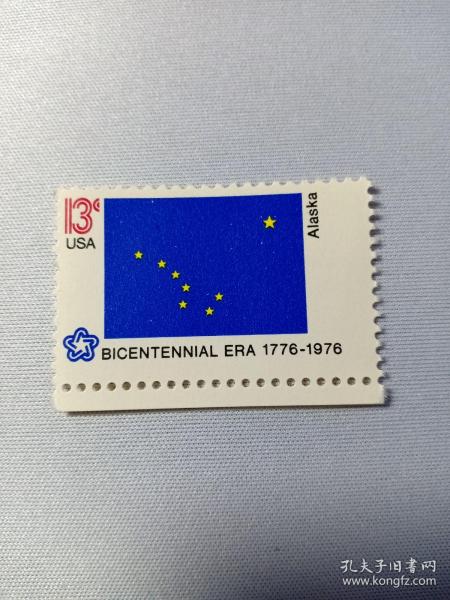 13c
USA
Alaska
BICENTENNIAL ERA 1776-1976
孔夫子旧书网
www.kongfz.com